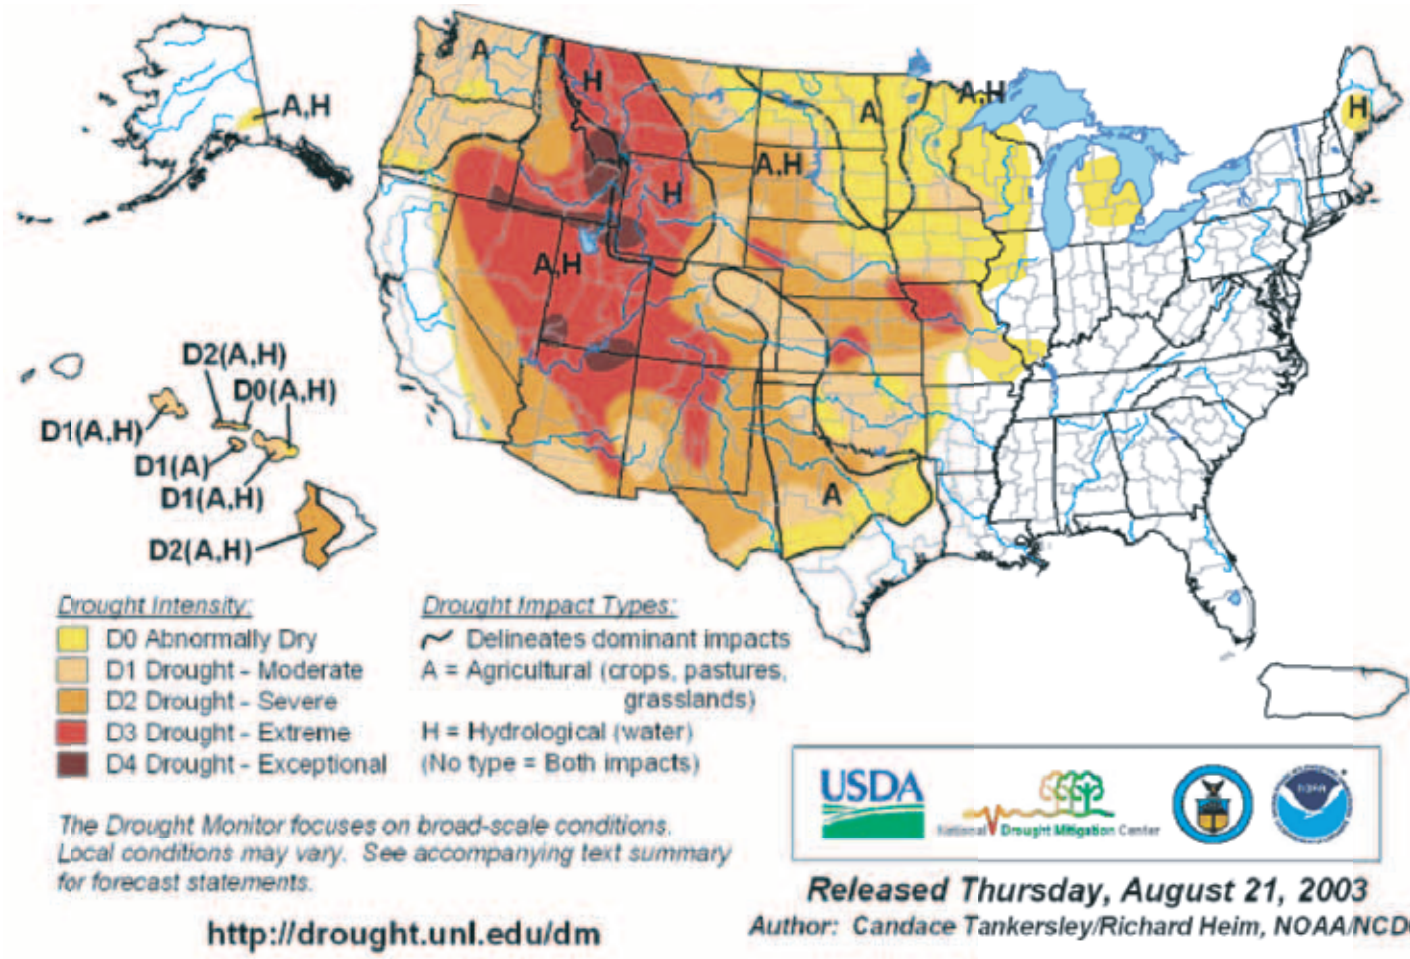 A
H
A,H
A
A,H
H
A,H
H
A,H
A,H
A
D2(A,H)
D0(A,H)
D1(A,H)
D1(A)
D1(A,H)
D2(A,H)
Drought Intensity:
D0 Abnormally Dry
D1 Drought - Moderate
D2 Drought - Severe
D3 Drought - Extreme
D4 Drought - Exceptional
Drought Impact Types:
Delineates dominant impacts
A = Agricultural (crops, pastures,
grasslands)
H = Hydrological (water)
(No type = Both impacts)
The Drought Monitor focuses on broad-scale conditions.
Local conditions may vary. See accompanying text summary
for forecast statements.
http://drought.unl.edu/dm
USDA
National Drought Mitigation Center
NOAA
Released Thursday, August 21, 2003
Author: Candace Tankersley/Richard Heim, NOAA/NCD